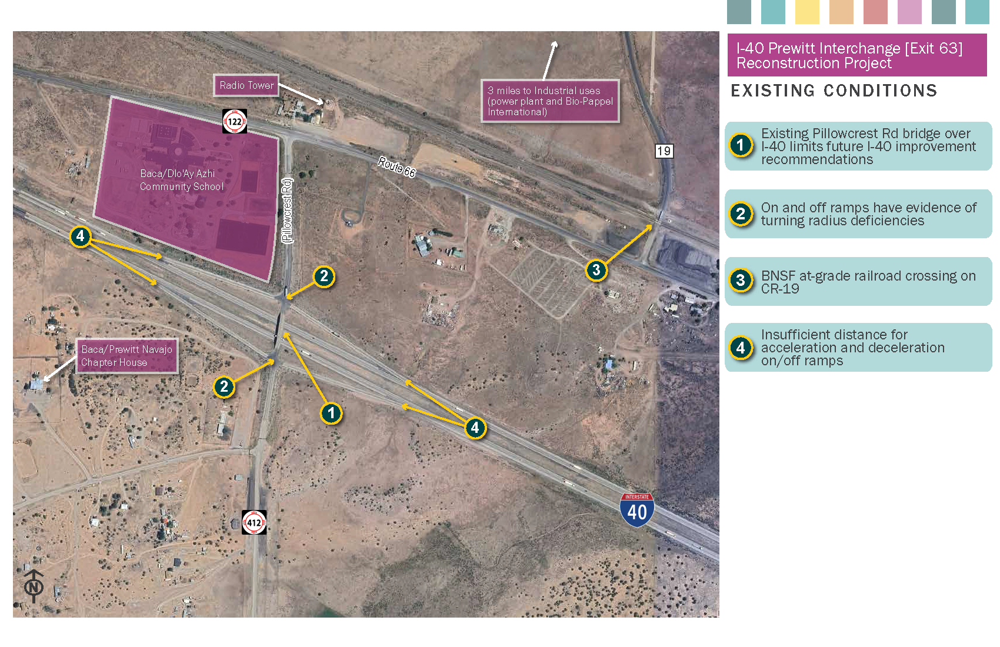 I-40 Prewitt Interchange [Exit 63]
Reconstruction Project
EXISTING CONDITIONS
1
Existing Pillowcrest Rd bridge over
I-40 limits future I-40 improvement
recommendations
2
On and off ramps have evidence of
turning radius deficiencies
3
BNSF at-grade railroad crossing on
CR-19
4
Insufficient distance for
acceleration and deceleration
on/off ramps
Radio Tower
3 miles to Industrial uses
(power plant and Bio-Pappel
International)
122
19
Route 66
Baca/Dlo'Ay Azhi
Community School
(Pillowcrest Rd)
4
2
3
Baca/Prewitt Navajo
Chapter House
2
1
4
INTERSTATE
40
412
N